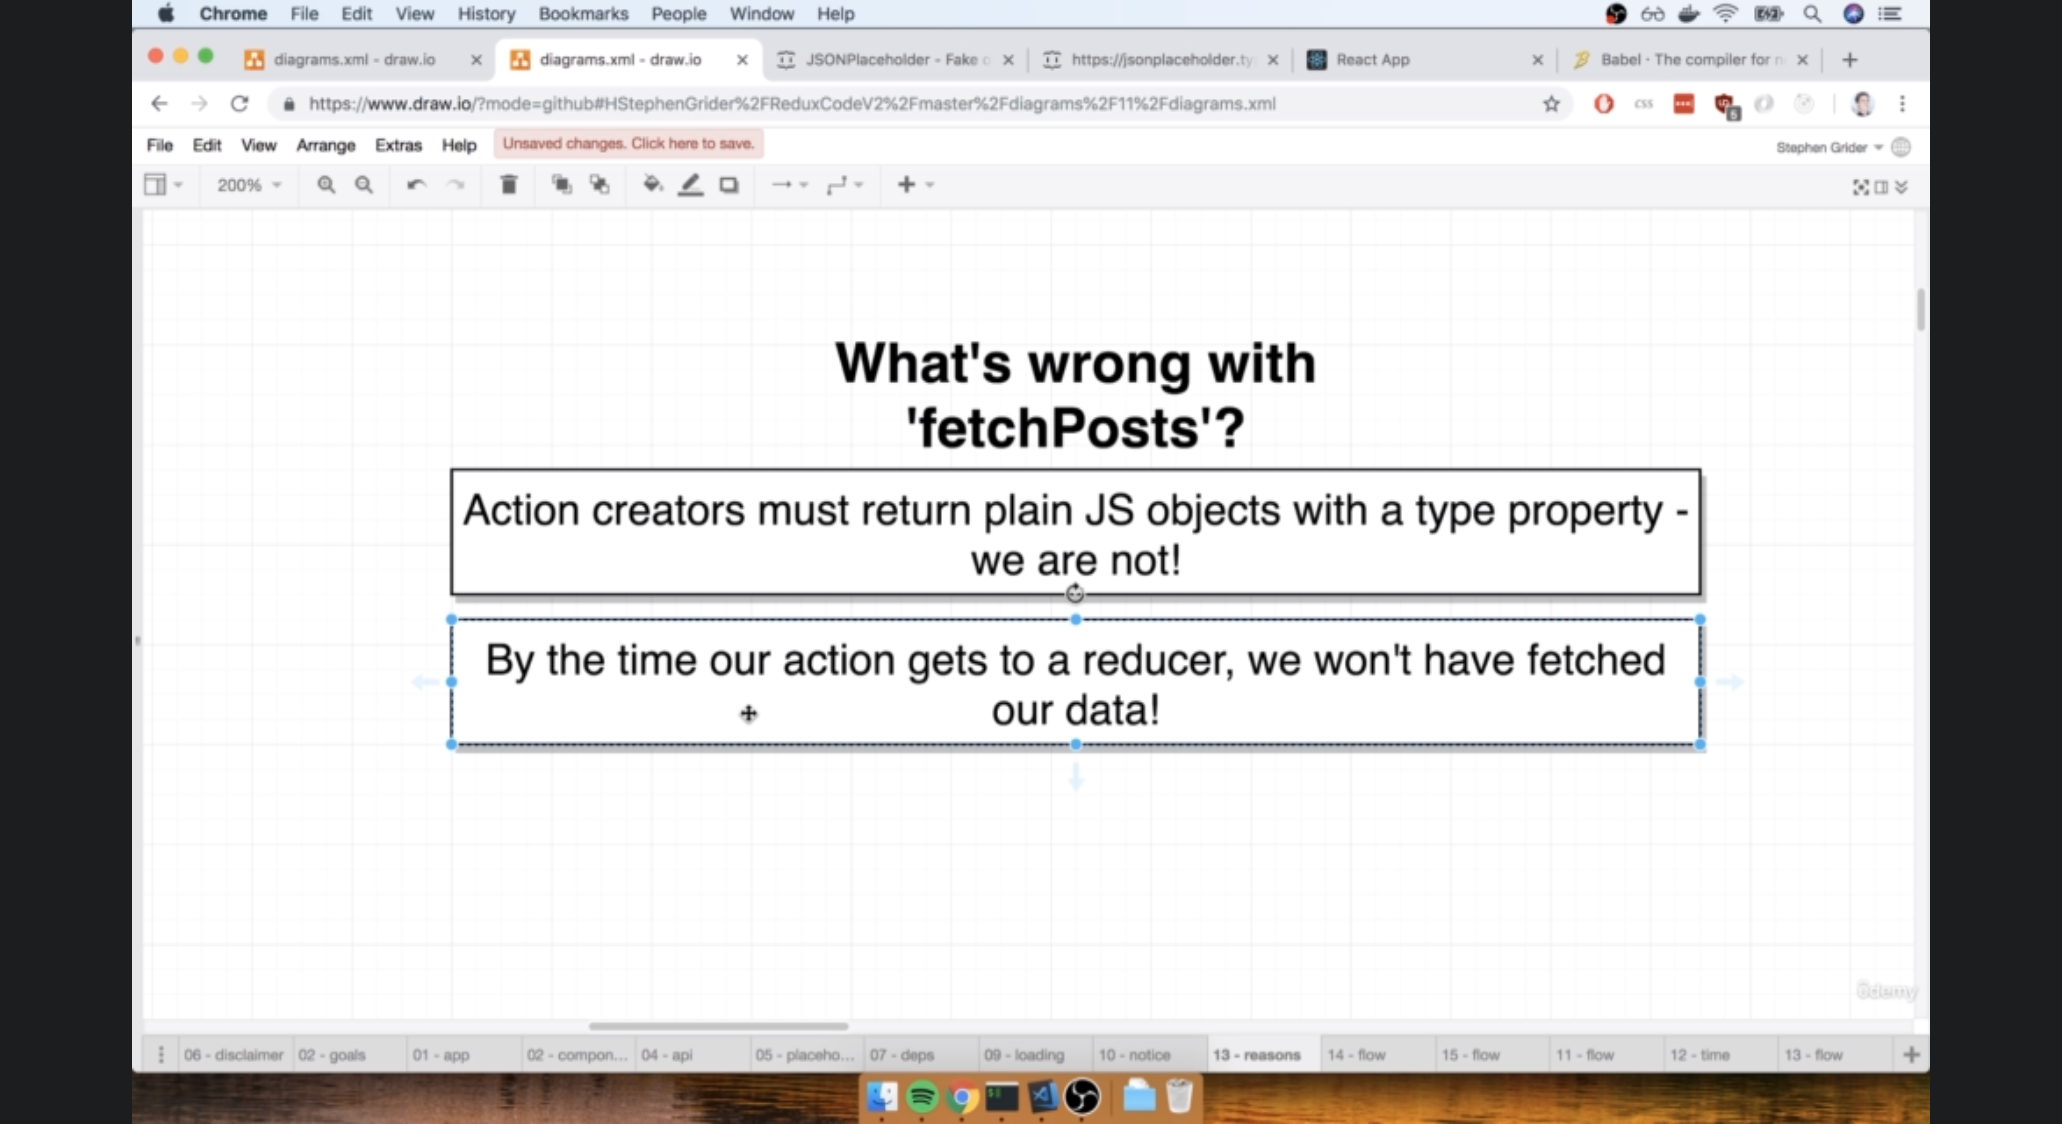 Chrome File Edit View History Bookmarks People Window Help
diagrams.xml - draw.io
diagrams.xml - draw.io
JSONPlaceholder - Fake
https://jsonplaceholder.ty
React App
Babel · The compiler for
https://www.draw.io/?mode=github#HStephenGrider%2FReduxCodeV2%2Fmaster%2Fdiagrams%2F11%2Fdiagrams.xml
css
File Edit View Arrange Extras Help Unsaved changes. Click here to save.
Stephen Grider
200%
What's wrong with
'fetchPosts'?
Action creators must return plain JS objects with a type property -
we are not!
By the time our action gets to a reducer, we won't have fetched
our data!
Udemy
06 - disclaimer 02 - goals 01 - app 02 - compon... 04 - api 05 - placeho... 07 - deps 09 - loading 10 - notice 13 - reasons 14 - flow 15 - flow 11 - flow 12 - time 13 - flow